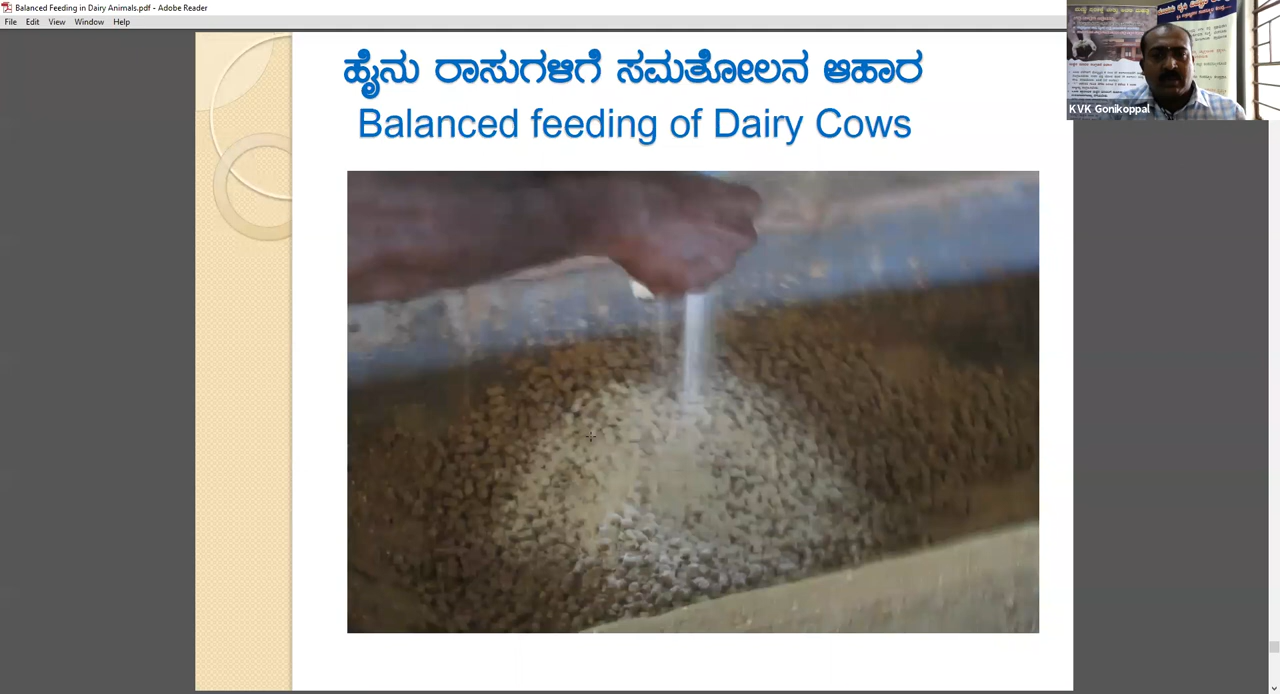 Balanced Feeding in Dairy Animals.pdf - Adobe Reader
File Edit View Window Help
ಹೈನು ರಾಸುಗಳಿಗೆ ಸಮತೋಲನ ಆಹಾರ
Balanced feeding of Dairy Cows
KVK Gonikoppal